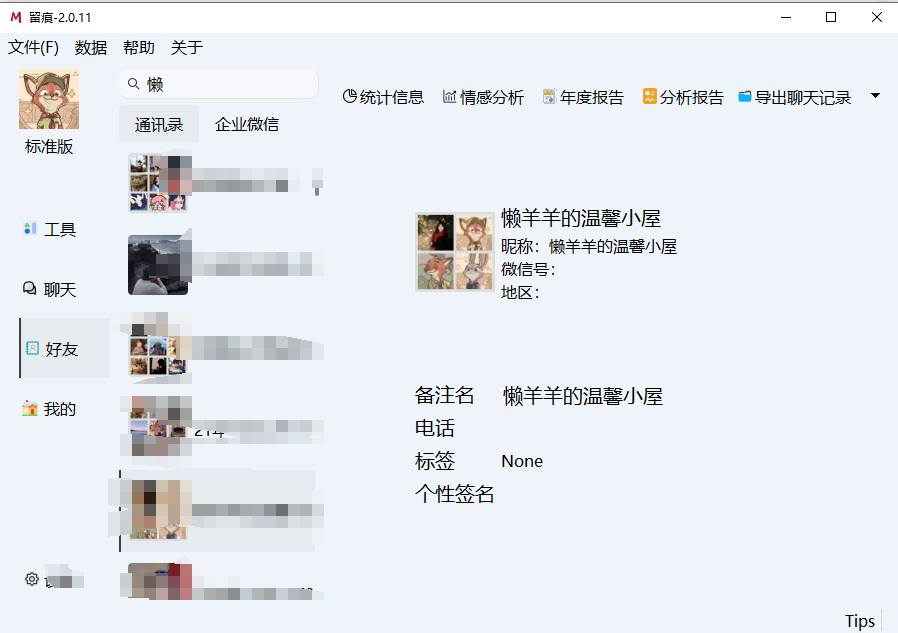 M 留痕-2.0.11
文件(F) 数据 帮助 关于
懒
统计信息 情感分析 年度报告 分析报告 导出聊天记录
标准版
通讯录 企业微信
工具
聊天
好友
我的
懒羊羊的温馨小屋
昵称：懒羊羊的温馨小屋
微信号：
地区：
备注名 懒羊羊的温馨小屋
电话
标签 None
个性签名
Tips